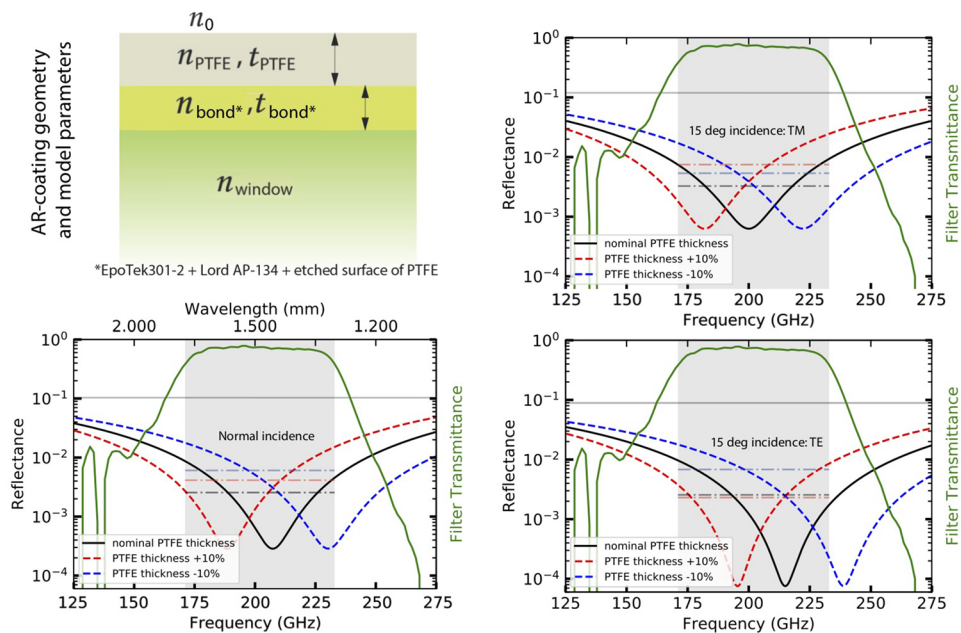 AR-coating geometry
and model parameters
n0
nPTFE , tPTFE
nbond* , tbond*
nwindow
*EpoTek301-2 + Lord AP-134 + etched surface of PTFE
10^0
10^-1
10^-2
10^-3
10^-4
Reflectance
15 deg incidence: TM
nominal PTFE thickness
PTFE thickness +10%
PTFE thickness -10%
125 150 175 200 225 250 275
Frequency (GHz)
Filter Transmittance
Wavelength (mm)
2.000 1.500 1.200
10^0
10^-1
10^-2
10^-3
10^-4
Reflectance
Normal incidence
nominal PTFE thickness
PTFE thickness +10%
PTFE thickness -10%
125 150 175 200 225 250 275
Frequency (GHz)
Filter Transmittance
10^0
10^-1
10^-2
10^-3
10^-4
Reflectance
15 deg incidence: TE
nominal PTFE thickness
PTFE thickness +10%
PTFE thickness -10%
125 150 175 200 225 250 275
Frequency (GHz)
Filter Transmittance